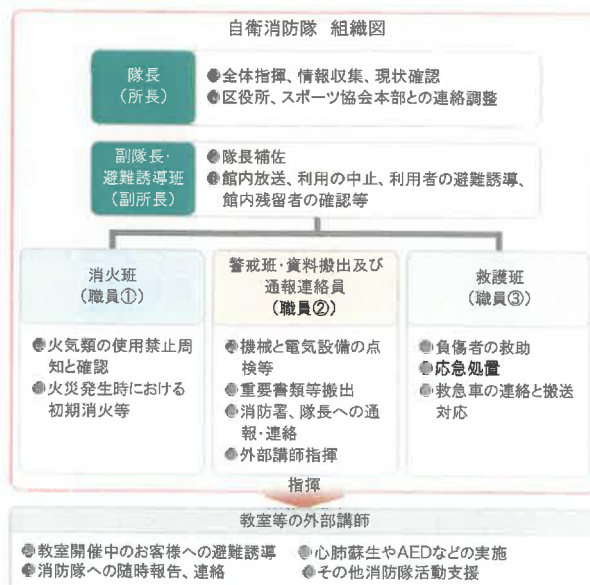 自衛消防隊 組織図
隊長
（所長）
●全体指揮、情報収集、現状確認
●区役所、スポーツ協会本部との連絡調整
副隊長・
避難誘導班
（副所長）
●隊長補佐
●館内放送、利用の中止、利用者の避難誘導、
館内残留者の確認等
消火班
（職員①）
●火気類の使用禁止周
知と確認
●火災発生時における
初期消火等
警戒班・資料搬出及び
通報連絡員
（職員②）
●機械と電気設備の点
検等
●重要書類等搬出
●消防署、隊長への通
報・連絡
●外部講師指揮
救護班
（職員③）
●負傷者の救助
●応急処置
●救急車の連絡と搬送
対応
指揮
教室等の外部講師
●教室開催中のお客様への避難誘導
●消防隊への随時報告、連絡
●心肺蘇生やAEDなどの実施
●その他消防隊活動支援